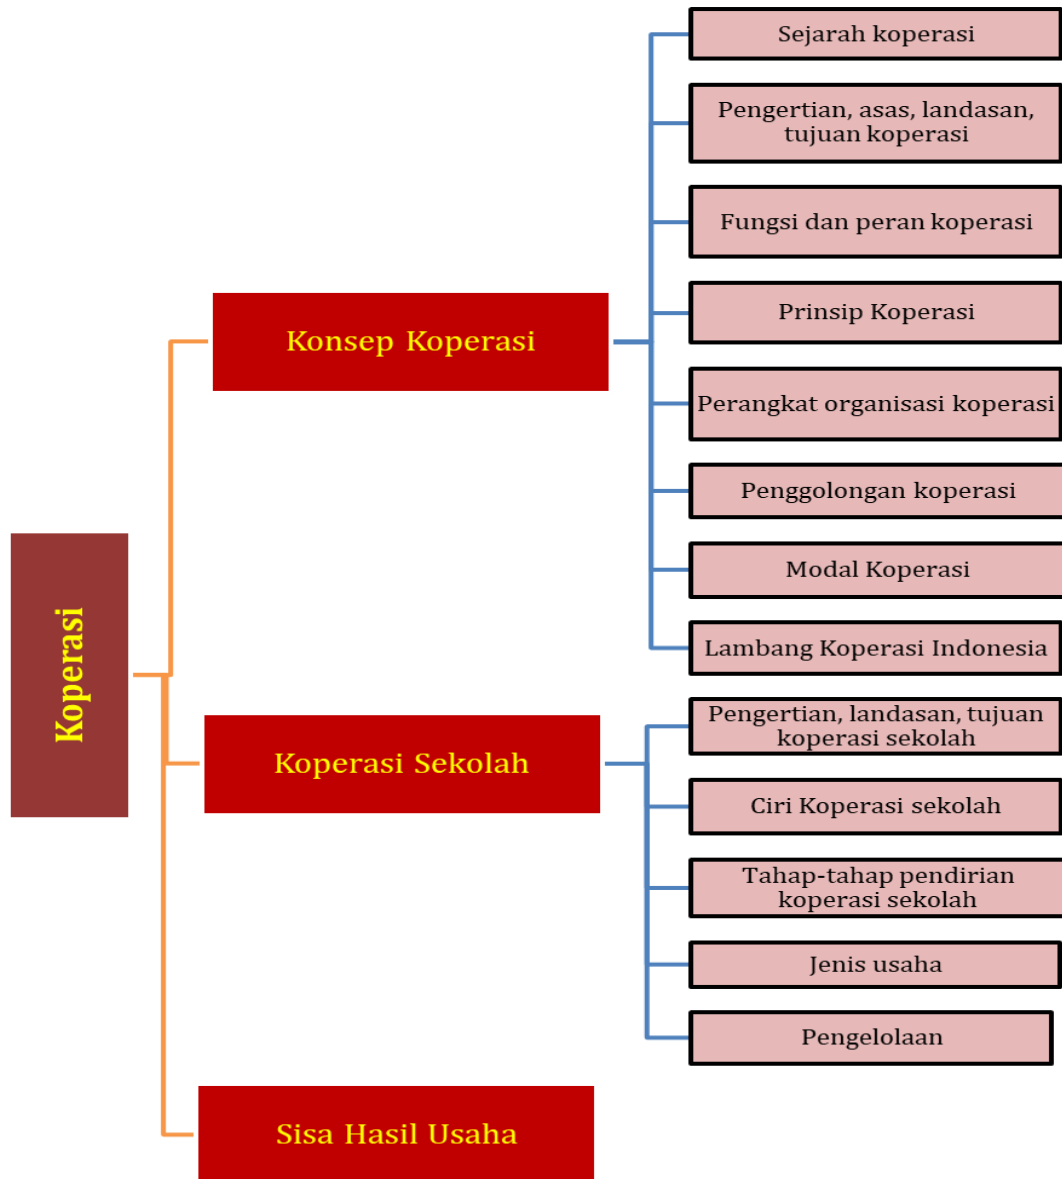 Koperasi
Konsep Koperasi
Sejarah koperasi
Pengertian, asas, landasan,
tujuan koperasi
Fungsi dan peran koperasi
Prinsip Koperasi
Perangkat organisasi koperasi
Penggolongan koperasi
Modal Koperasi
Lambang Koperasi Indonesia
Koperasi Sekolah
Pengertian, landasan, tujuan
koperasi sekolah
Ciri Koperasi sekolah
Tahap-tahap pendirian
koperasi sekolah
Jenis usaha
Pengelolaan
Sisa Hasil Usaha